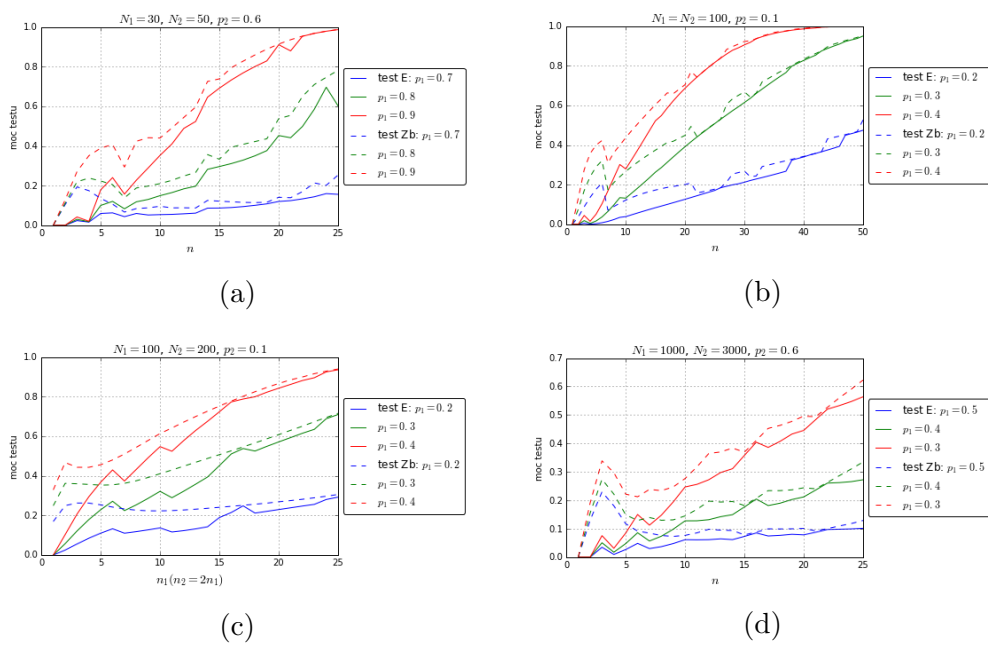 N₁=30, N₂=50, p₂=0.6
1.0
0.8
0.6
0.4
0.2
0.0
moc testu
0 5 10 15 20 25
n
test E: p₁=0.7
p₁=0.8
p₁=0.9
test Zb: p₁=0.7
p₁=0.8
p₁=0.9
(a)
N₁=N₂=100, p₂=0.1
1.0
0.8
0.6
0.4
0.2
0.0
moc testu
0 10 20 30 40 50
n
test E: p₁=0.2
p₁=0.3
p₁=0.4
test Zb: p₁=0.2
p₁=0.3
p₁=0.4
(b)
N₁=100, N₂=200, p₂=0.1
1.0
0.8
0.6
0.4
0.2
0.0
moc testu
0 5 10 15 20 25
n₁(n₂=2n₁)
test E: p₁=0.2
p₁=0.3
p₁=0.4
test Zb: p₁=0.2
p₁=0.3
p₁=0.4
(c)
N₁=1000, N₂=3000, p₂=0.6
0.7
0.6
0.5
0.4
0.3
0.2
0.1
0.0
moc testu
0 5 10 15 20 25
n
test E: p₁=0.5
p₁=0.4
p₁=0.3
test Zb: p₁=0.5
p₁=0.4
p₁=0.3
(d)